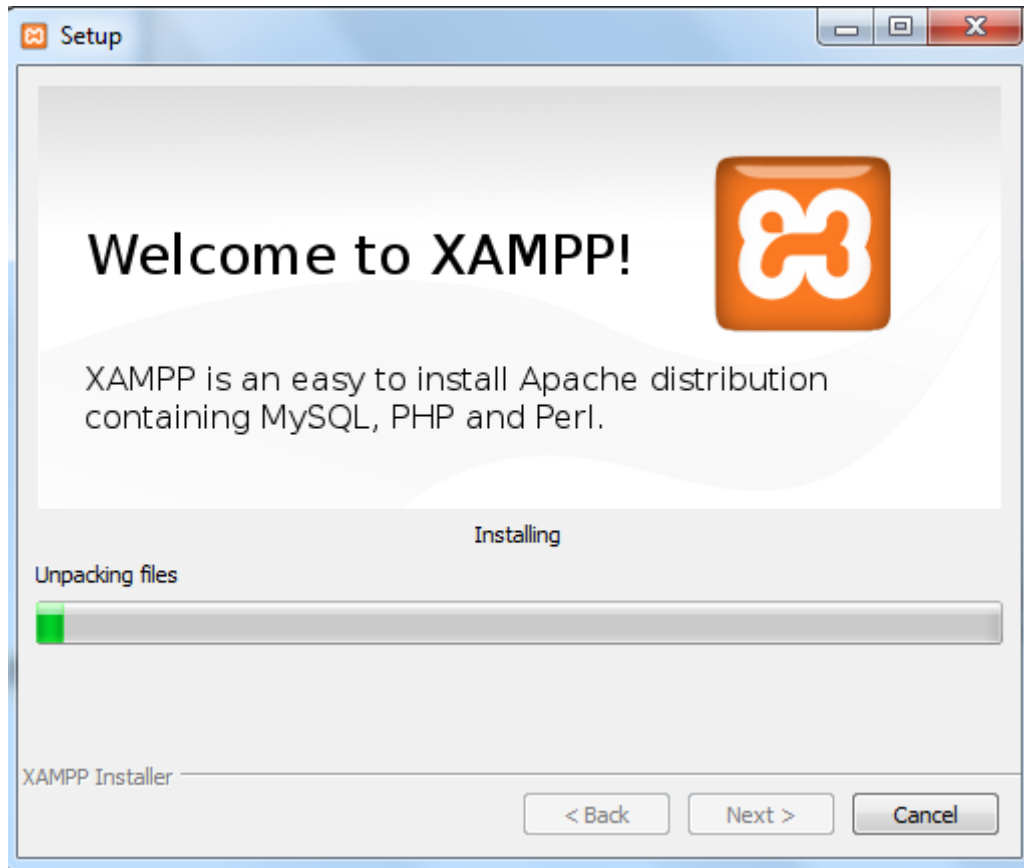 Setup
Welcome to XAMPP!
XAMPP is an easy to install Apache distribution
containing MySQL, PHP and Perl.
Installing
Unpacking files
XAMPP Installer
< Back
Next >
Cancel